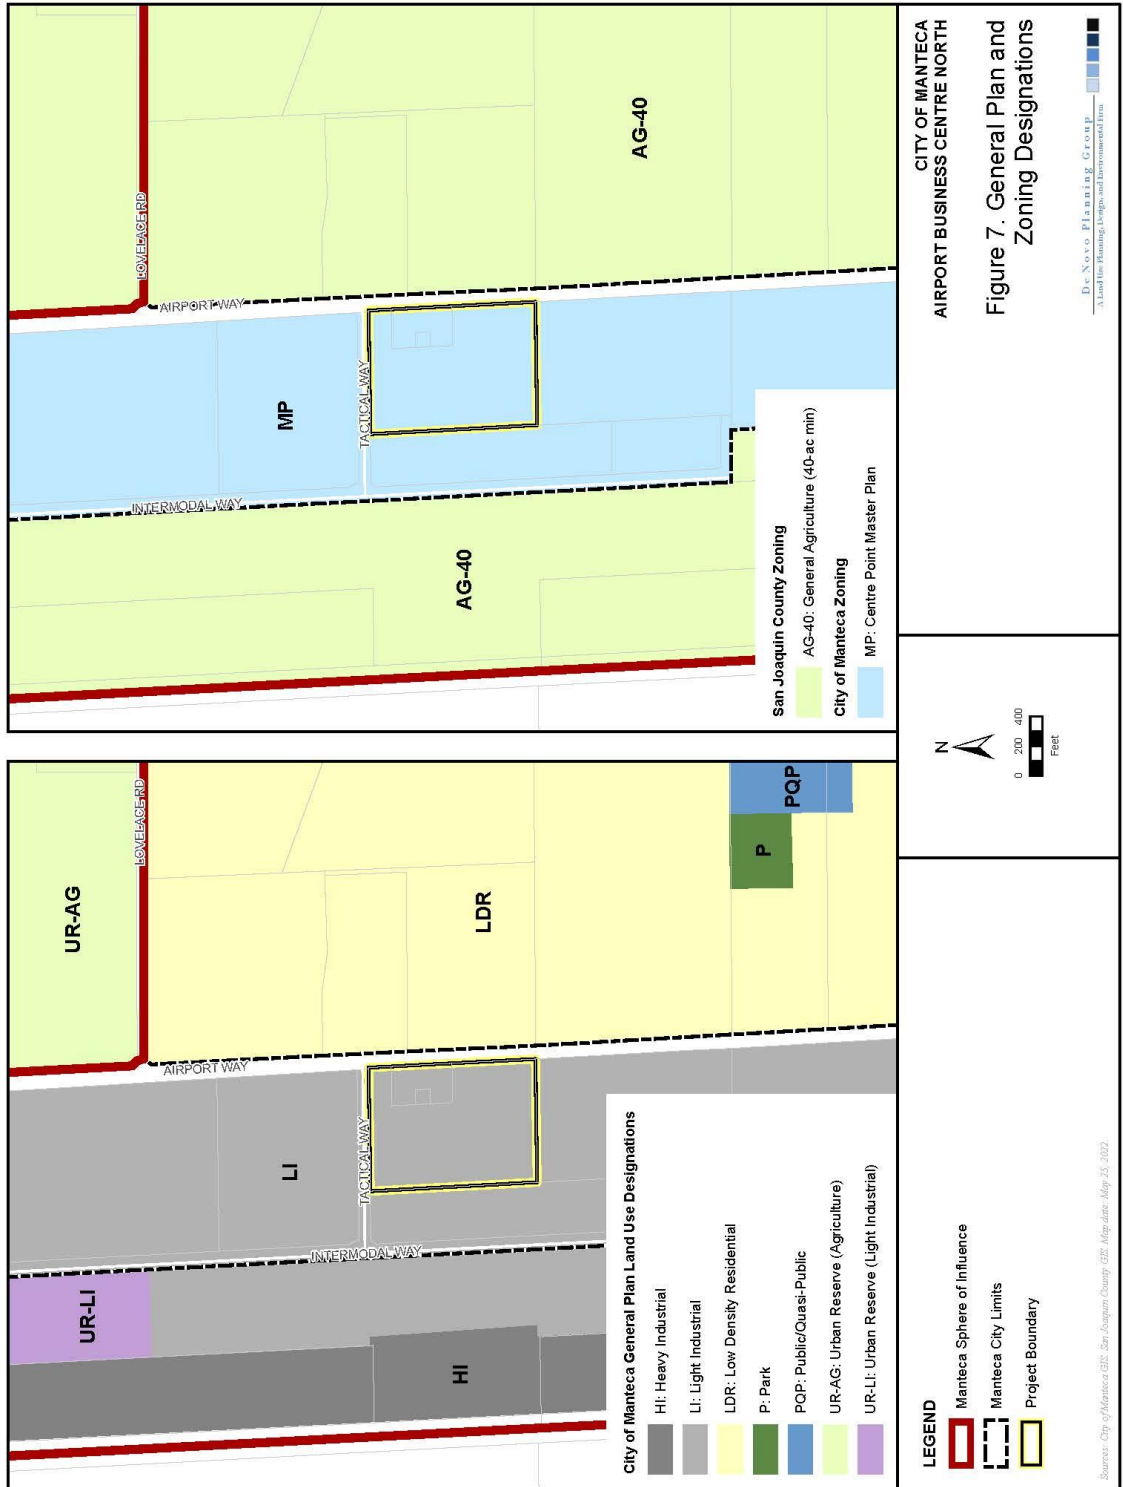 UR-AG
LOVELACE RD
AIRPORT WAY
UR-LI
LI
INTERMODAL WAY
TACTICAL WAY
HI
LDR
P
PQP
City of Manteca General Plan Land Use Designations
HI: Heavy Industrial
LI: Light Industrial
LDR: Low Density Residential
P: Park
PQP: Public/Quasi-Public
UR-AG: Urban Reserve (Agriculture)
UR-LI: Urban Reserve (Light Industrial)
LOVELACE RD
AIRPORT WAY
MP
INTERMODAL WAY
TACTICAL WAY
AG-40
AG-40
San Joaquin County Zoning
AG-40: General Agriculture (40-ac min)
City of Manteca Zoning
MP: Centre Point Master Plan
LEGEND
Manteca Sphere of Influence
Manteca City Limits
Project Boundary
Sources: City of Manteca GIS; San Joaquin County GIS. Map date: May 25, 2022.
N
0 200 400
Feet
CITY OF MANTECA
AIRPORT BUSINESS CENTRE NORTH
Figure 7. General Plan and
Zoning Designations
De Novo Planning Group
A Land Use Planning, Design, and Environmental Firm